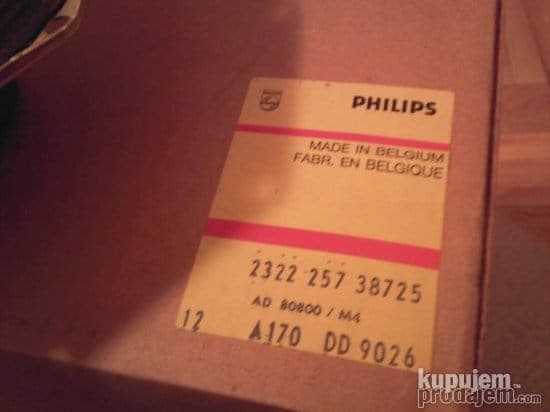 PHILIPS
MADE IN BELGIUM
FABR. EN BELGIQUE
2322 257 38725
AD 80800 / M4
12 A170 DD 9026
kupujem
prodajem.com